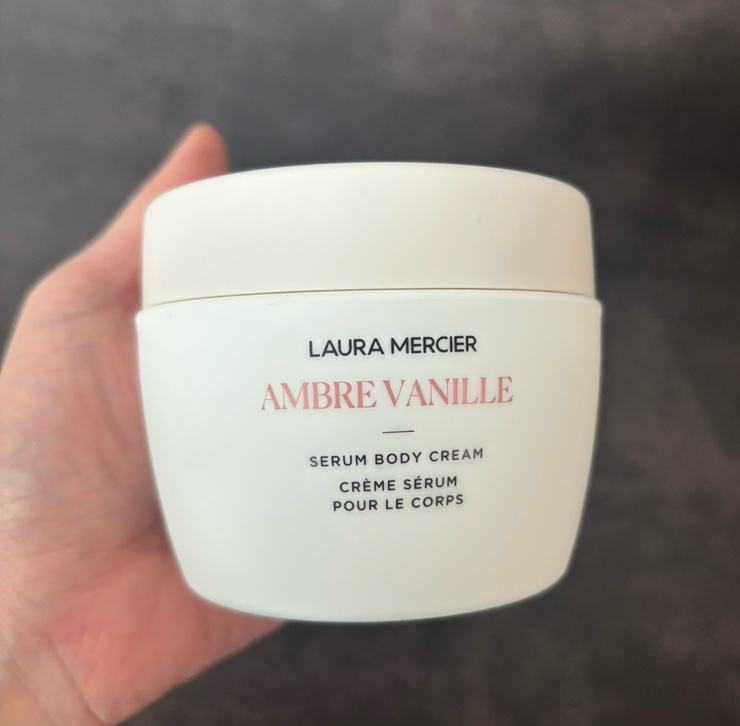 LAURA MERCIER
AMBRE VANILLE
SERUM BODY CREAM
CRÈME SÉRUM
POUR LE CORPS